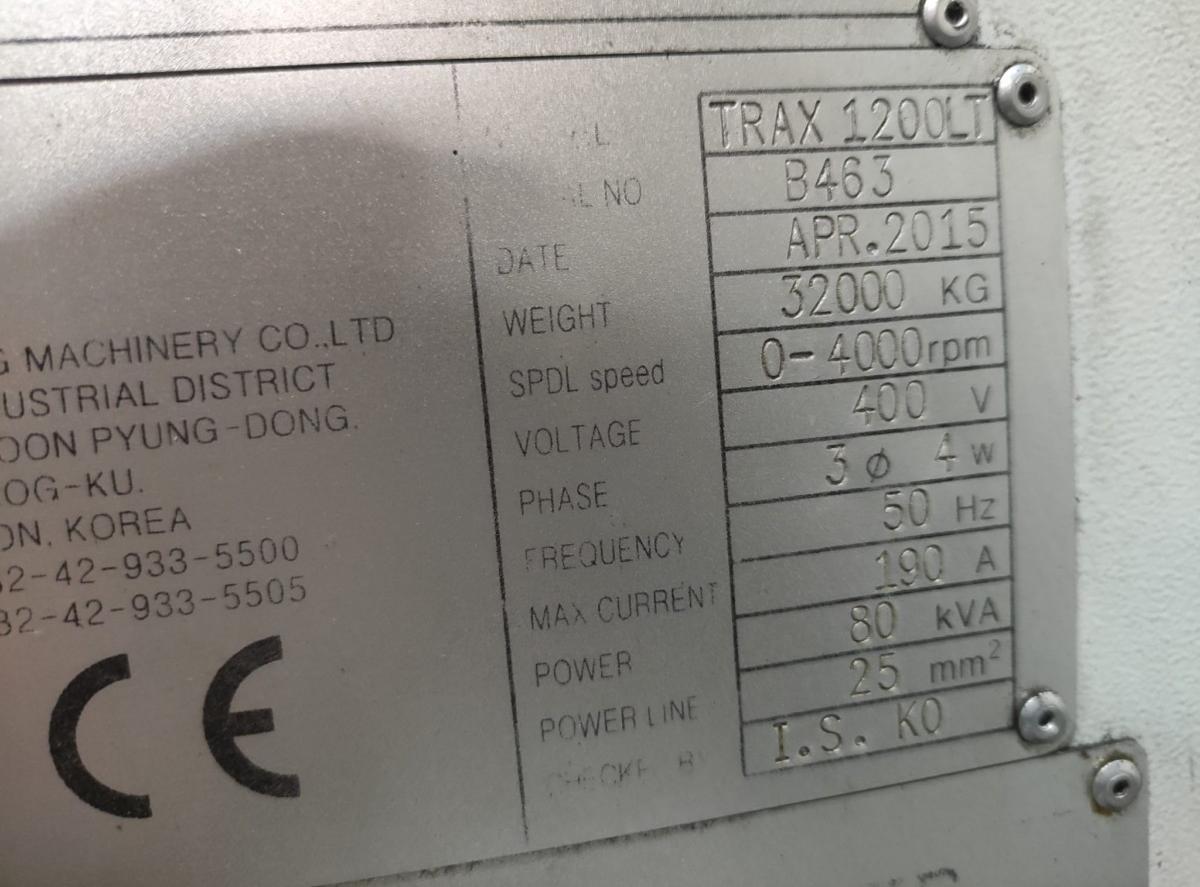 G MACHINERY CO.,LTD
USTRIAL DISTRICT
OON PYUNG-DONG.
OG-KU.
ON, KOREA
82-42-933-5500
82-42-933-5505
CE
TRAX 1200LT
NO B463
DATE APR.2015
WEIGHT 32000 KG
SPDL speed 0-4000rpm
VOLTAGE 400 V
PHASE 3 ø 4 w
FREQUENCY 50 Hz
MAX CURRENT 190 A
POWER 80 kVA
POWER LINE 25 mm²
I.S. KO